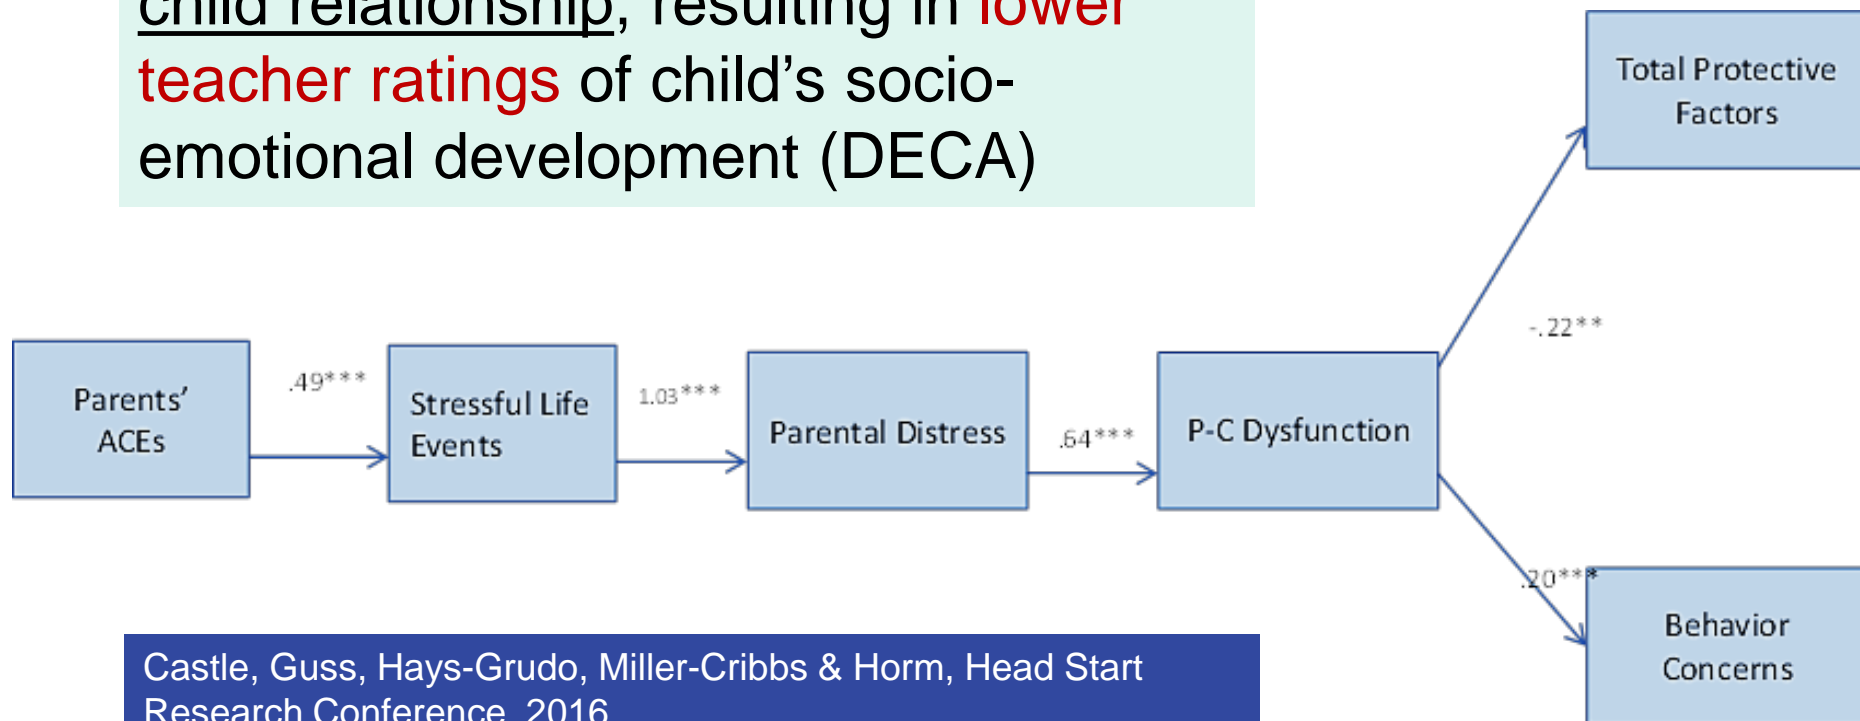 child relationship, resulting in lower
teacher ratings of child’s socio-
emotional development (DECA)
Total Protective
Factors
-.22**
Parents’
ACEs
.49***
Stressful Life
Events
1.03***
Parental Distress
.64***
P-C Dysfunction
.20***
Behavior
Concerns
Castle, Guss, Hays-Grudo, Miller-Cribbs & Horm, Head Start
Research Conference, 2016